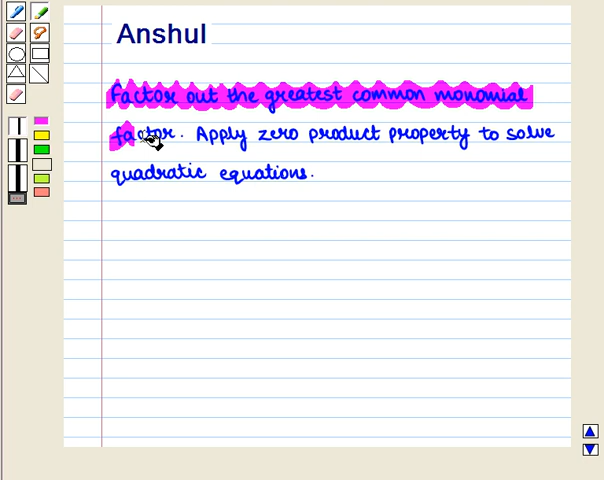 Anshul
Factor out the greatest common monomial
factor. Apply zero product property to solve
quadratic equations.